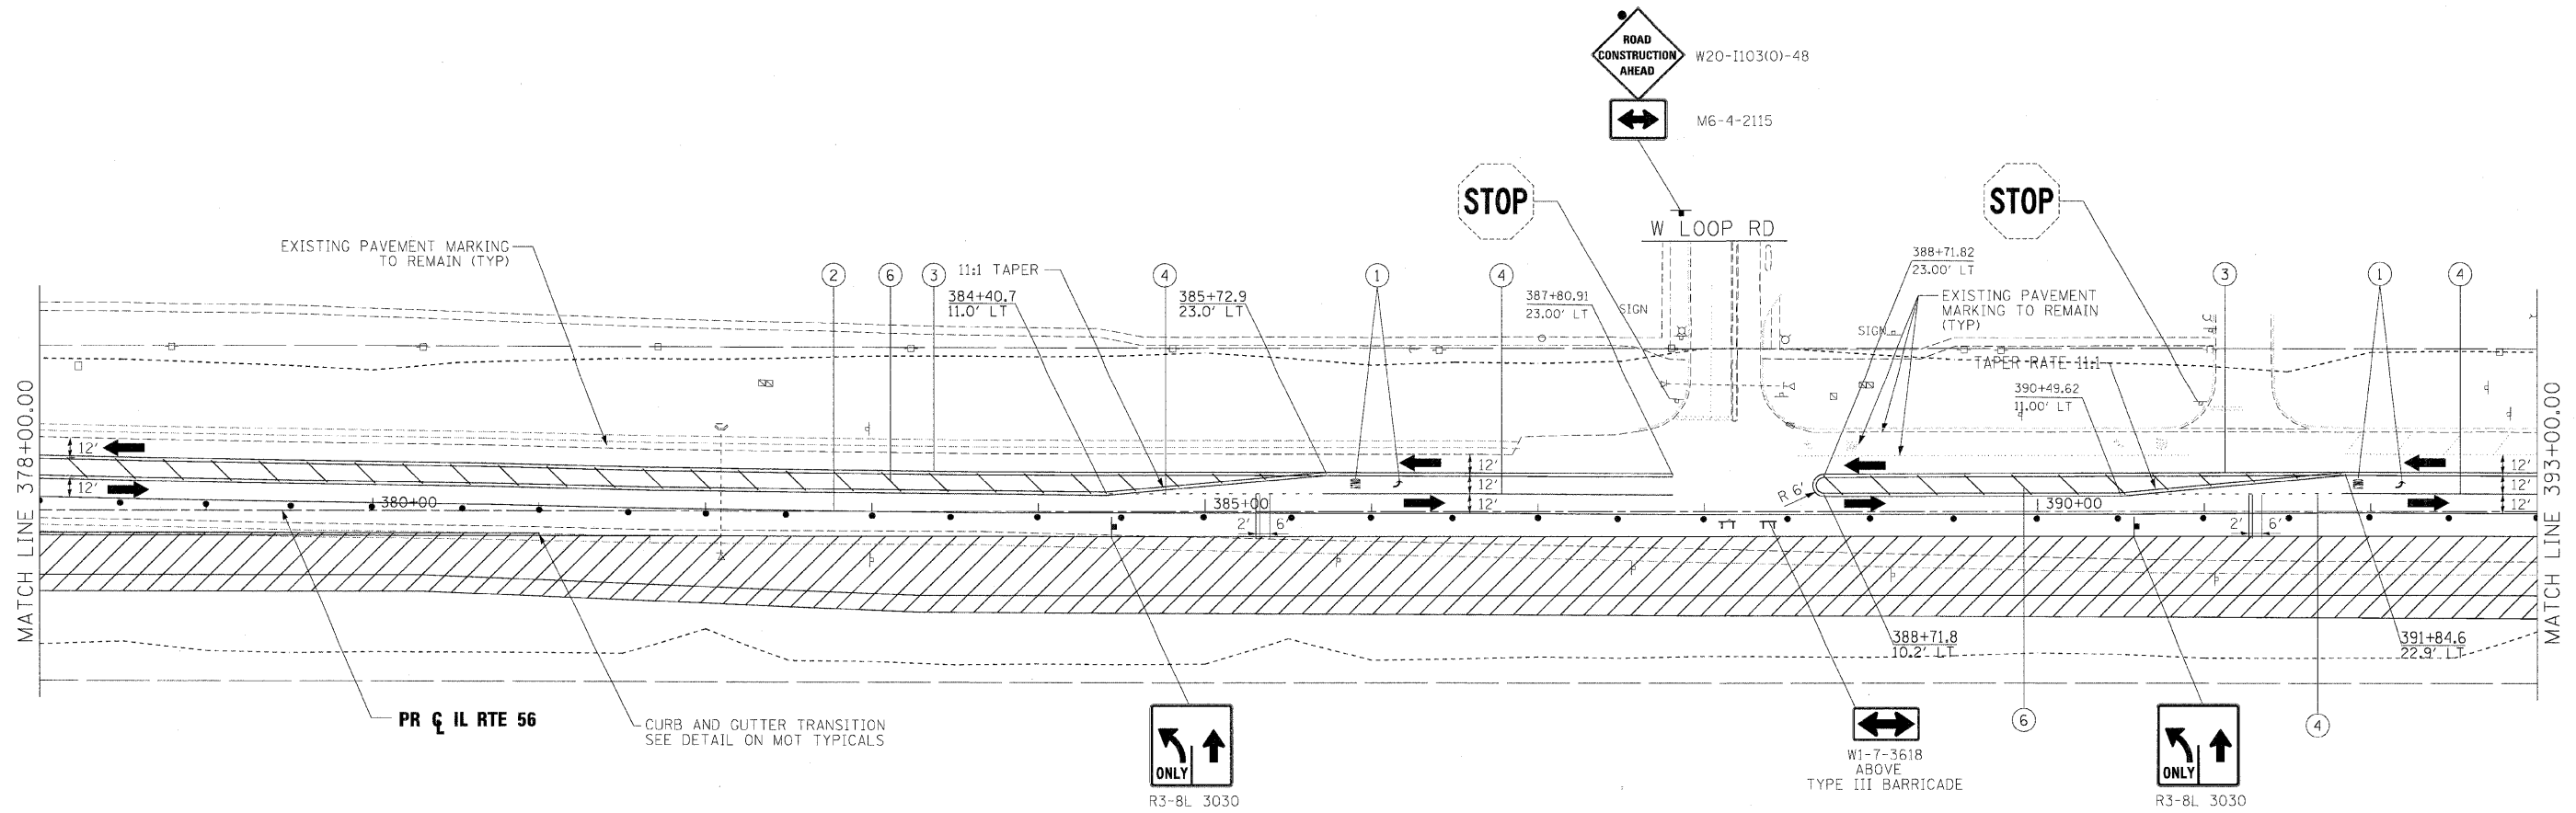 ROAD
CONSTRUCTION
AHEAD
W20-I103(O)-48
M6-4-2115
STOP
STOP
W LOOP RD
EXISTING PAVEMENT MARKING
TO REMAIN (TYP)
2
6
3
11:1 TAPER
4
384+40.7
11.0' LT
385+72.9
23.0' LT
1
4
387+80.91
23.00' LT
SIGN
388+71.82
23.00' LT
EXISTING PAVEMENT
MARKING TO REMAIN
(TYP)
SIGN
3
1
4
TAPER RATE 11:1
390+49.62
11.00' LT
MATCH LINE 378+00.00
12'
12'
380+00
385+00
2'
6'
12'
12'
12'
R 6'
390+00
2'
6'
12'
12'
12'
MATCH LINE 393+00.00
388+71.8
10.2' LT
391+84.6
22.9' LT
PR ℄ IL RTE 56
CURB AND GUTTER TRANSITION
SEE DETAIL ON MOT TYPICALS
ONLY
R3-8L 3030
W1-7-3618
ABOVE
TYPE III BARRICADE
6
ONLY
R3-8L 3030
4